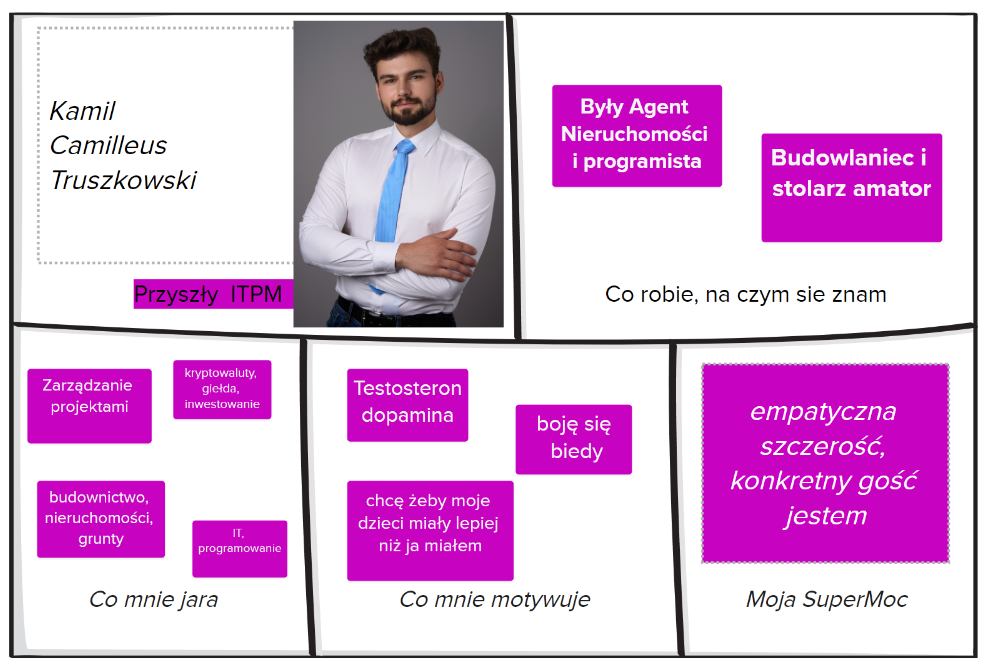 Kamil
Camilleus
Truszkowski
Przyszły ITPM
Były Agent
Nieruchomości
i programista
Budowlaniec i
stolarz amator
Co robie, na czym sie znam
Zarządzanie
projektami
kryptowaluty,
giełda,
inwestowanie
budownictwo,
nieruchomości,
grunty
IT,
programowanie
Co mnie jara
Testosteron
dopamina
boję się
biedy
chcę żeby moje
dzieci miały lepiej
niż ja miałem
Co mnie motywuje
empatyczna
szczerość,
konkretny gość
jestem
Moja SuperMoc